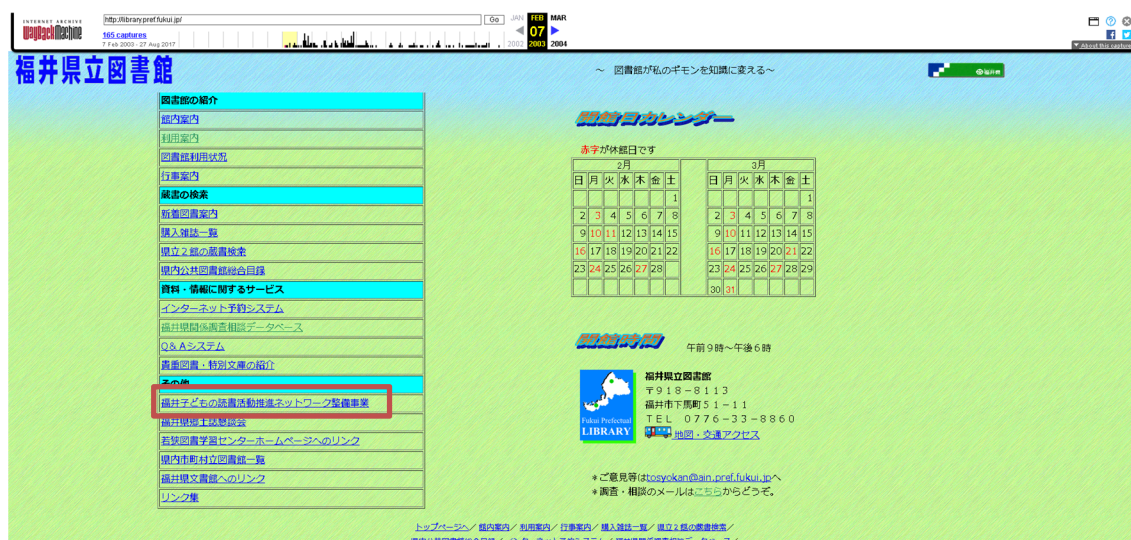 INTERNET ARCHIVE
WayBackMachine
http://library.pref.fukui.jp/
Go
JAN FEB MAR
165 captures
07
7 Feb 2003 - 27 Aug 2017
2002 2003 2004
About this capture
福井県立図書館
~ 図書館が私のギモンを知識に変える~
福井県
図書館の紹介
館内案内
利用案内
図書館利用状況
行事案内
蔵書の検索
新着図書案内
購入雑誌一覧
県立2館の蔵書検索
県内公共図書館総合目録
資料・情報に関するサービス
インターネット予約システム
福井県関係調査相談データベース
Q&Aシステム
貴重図書・特別文庫の紹介
その他
福井子どもの読書活動推進ネットワーク整備事業
福井県郷土誌懇談会
若狭図書学習センターホームページへのリンク
県内市町村立図書館一覧
福井県文書館へのリンク
リンク集
開館日カレンダー
赤字が休館日です
2月
日 月 火 水 木 金 土
1
2 3 4 5 6 7 8
9 10 11 12 13 14 15
16 17 18 19 20 21 22
23 24 25 26 27 28
3月
日 月 火 水 木 金 土
1
2 3 4 5 6 7 8
9 10 11 12 13 14 15
16 17 18 19 20 21 22
23 24 25 26 27 28 29
30 31
開館時間
午前9時~午後6時
Fukui Prefectual
LIBRARY
福井県立図書館
〒918-8113
福井市下馬町51-11
TEL 0776-33-8860
地図・交通アクセス
*ご意見等はtosyokan@ain.pref.fukui.jpへ
*調査・相談のメールはこちらからどうぞ。
トップページへ/ 館内案内/ 利用案内/ 行事案内/ 購入雑誌一覧/ 県立2館の蔵書検索/